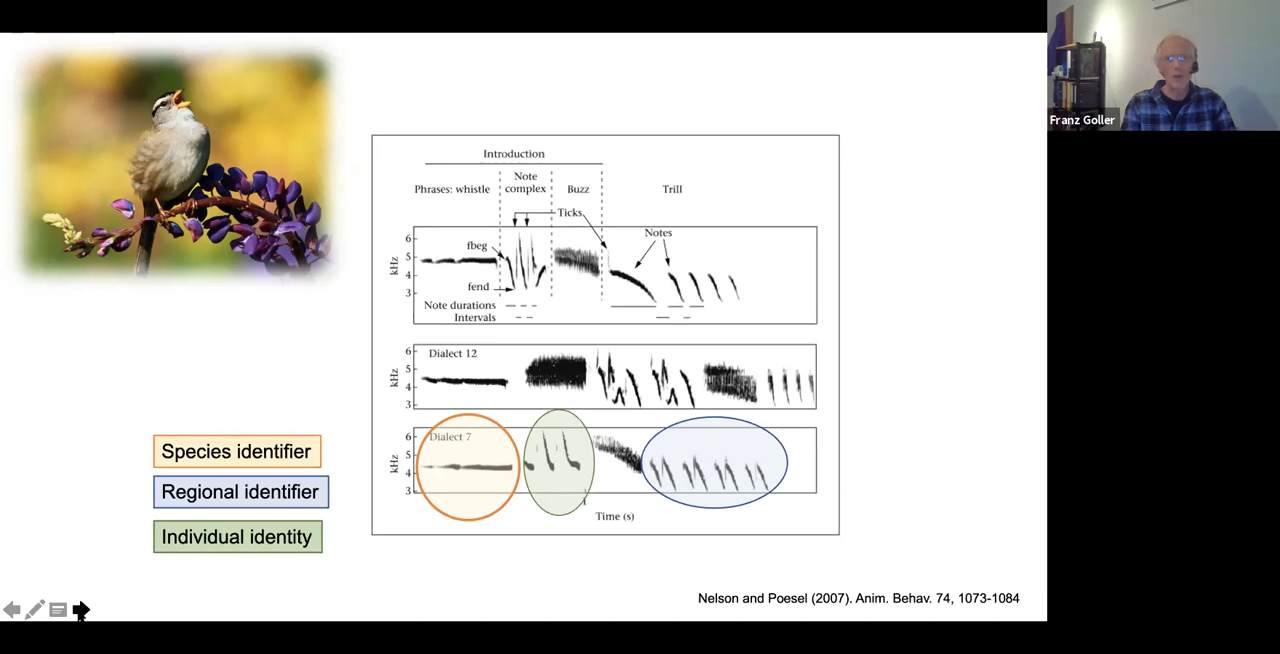 Franz Goller
Introduction
Phrases: whistle
Note
complex
Buzz
Trill
Ticks
Notes
fbeg
fend
kHz
6
5
4
3
Note durations
Intervals
Dialect 12
kHz
6
5
4
3
Dialect 7
kHz
6
5
4
3
1
Time (s)
Species identifier
Regional identifier
Individual identity
Nelson and Poesel (2007). Anim. Behav. 74, 1073-1084